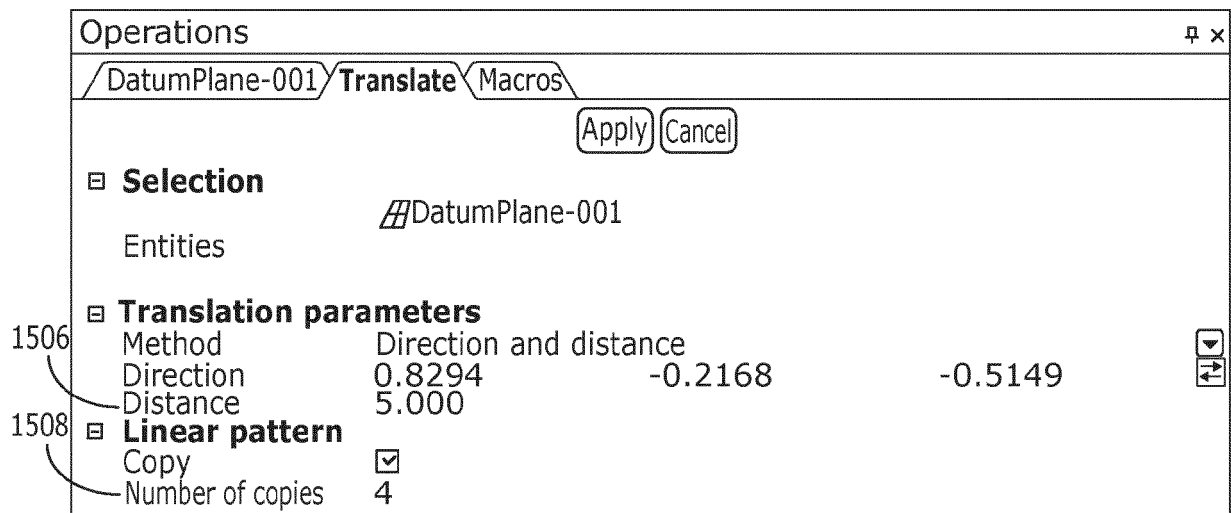 Operations
DatumPlane-001 Translate Macros
Apply Cancel
Selection
DatumPlane-001
Entities
Translation parameters
1506
Method Direction and distance
Direction 0.8294 -0.2168 -0.5149
Distance 5.000
1508 Linear pattern
Copy
Number of copies 4